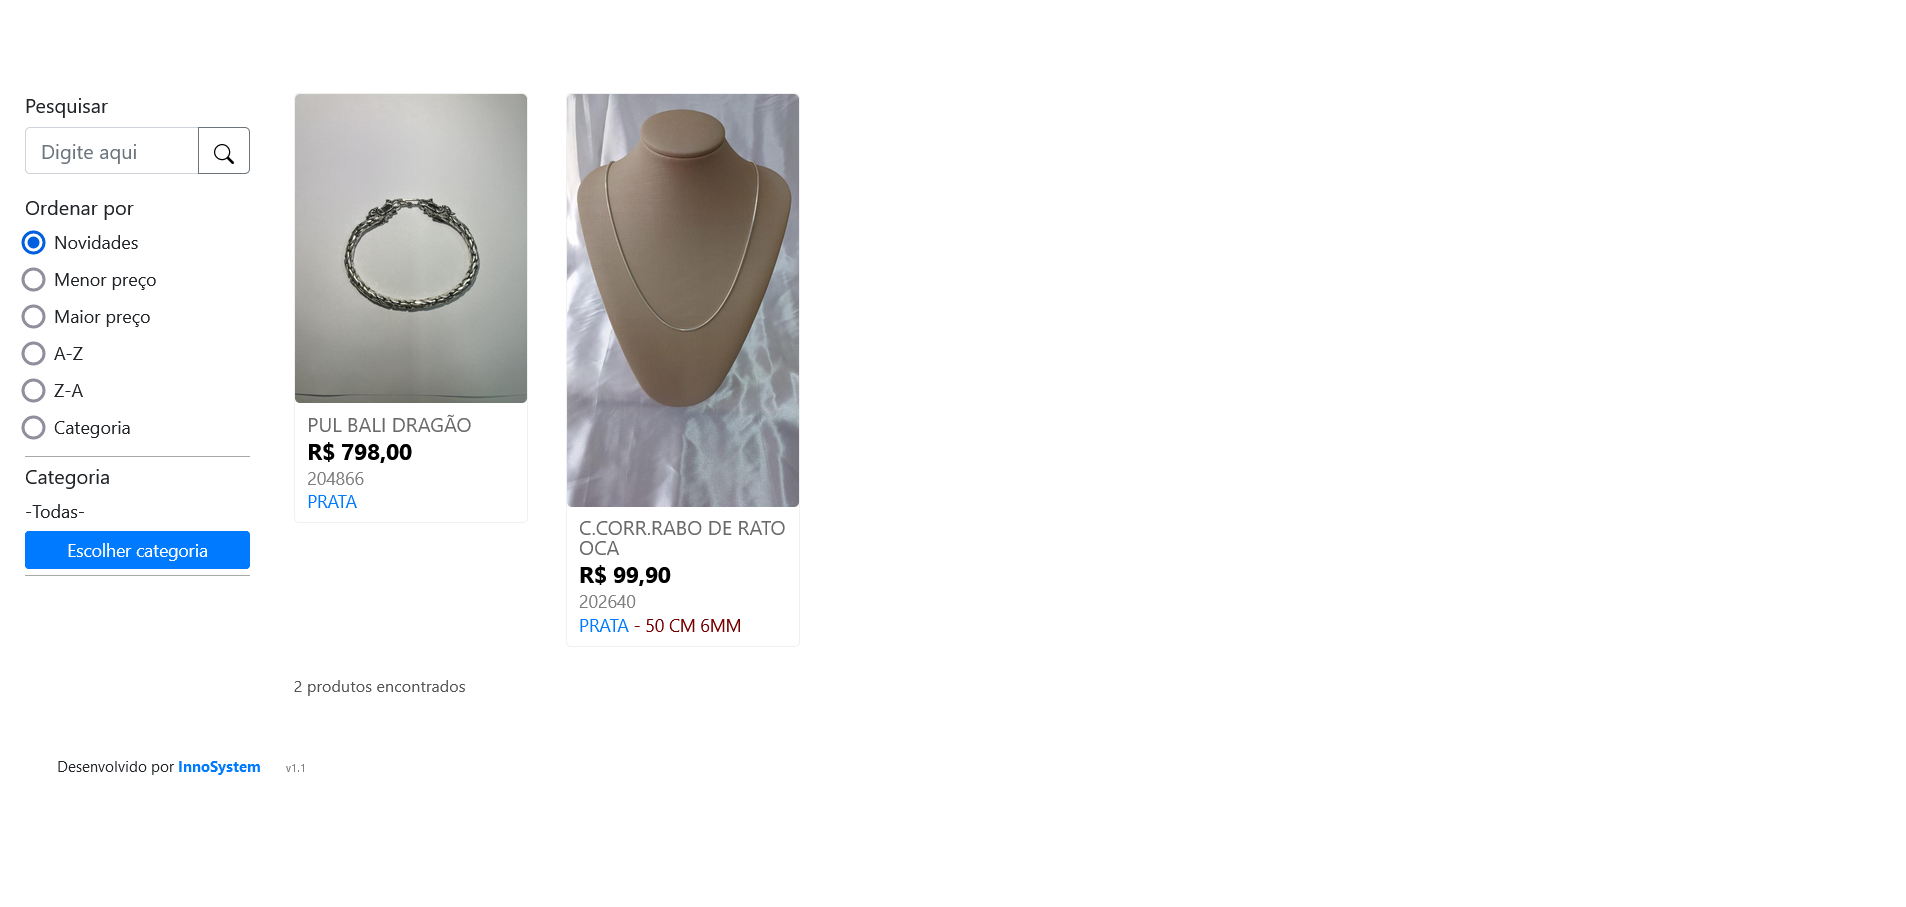 Pesquisar
Digite aqui
Ordenar por
Novidades
Menor preço
Maior preço
A-Z
Z-A
Categoria
Categoria
-Todas-
Escolher categoria
PUL BALI DRAGÃO
R$ 798,00
204866
PRATA
C.CORR.RABO DE RATO
OCA
R$ 99,90
202640
PRATA - 50 CM 6MM
2 produtos encontrados
Desenvolvido por InnoSystem v1.1